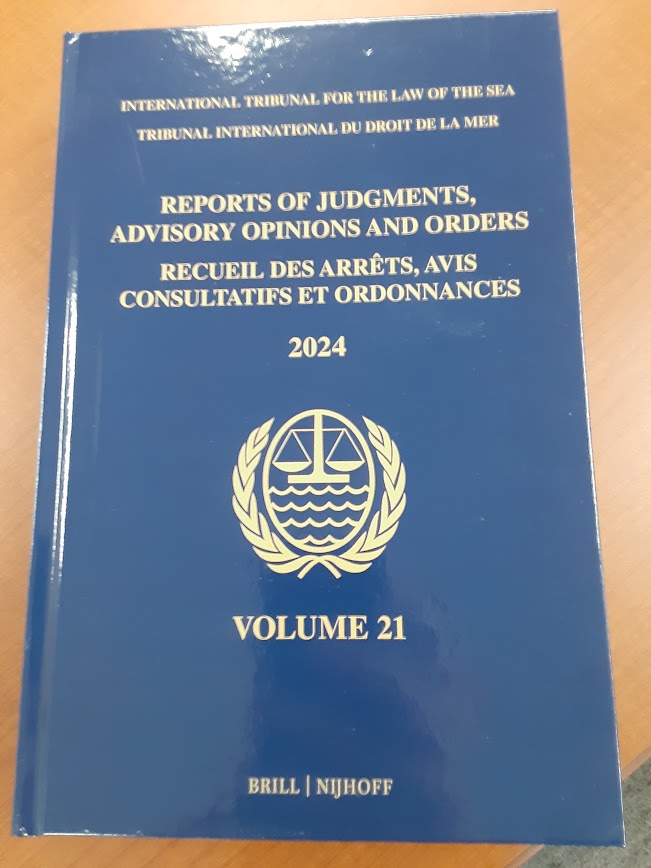 INTERNATIONAL TRIBUNAL FOR THE LAW OF THE SEA
TRIBUNAL INTERNATIONAL DU DROIT DE LA MER
REPORTS OF JUDGMENTS,
ADVISORY OPINIONS AND ORDERS
RECUEIL DES ARRÊTS, AVIS
CONSULTATIFS ET ORDONNANCES
2024
VOLUME 21
BRILL | NIJHOFF